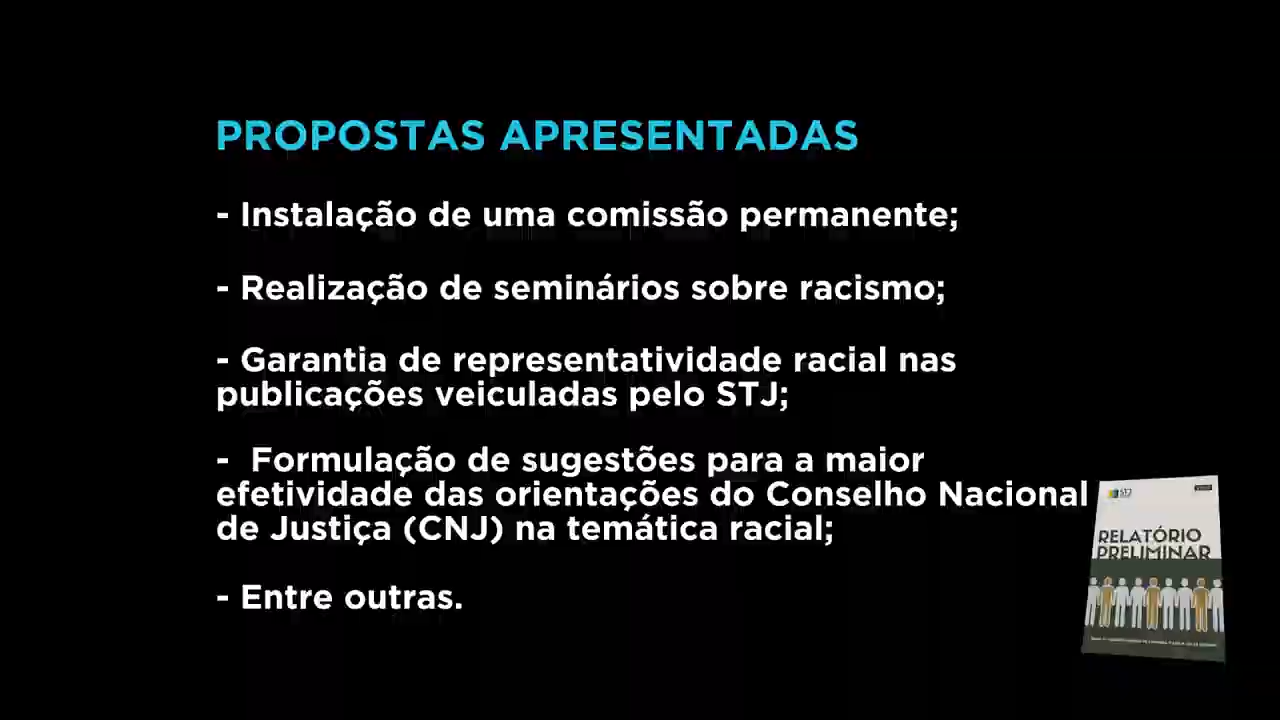 PROPOSTAS APRESENTADAS
- Instalação de uma comissão permanente;
- Realização de seminários sobre racismo;
- Garantia de representatividade racial nas
publicações veiculadas pelo STJ;
- Formulação de sugestões para a maior
efetividade das orientações do Conselho Nacional
de Justiça (CNJ) na temática racial;
- Entre outras.
STJ
RELATÓRIO
PRELIMINAR